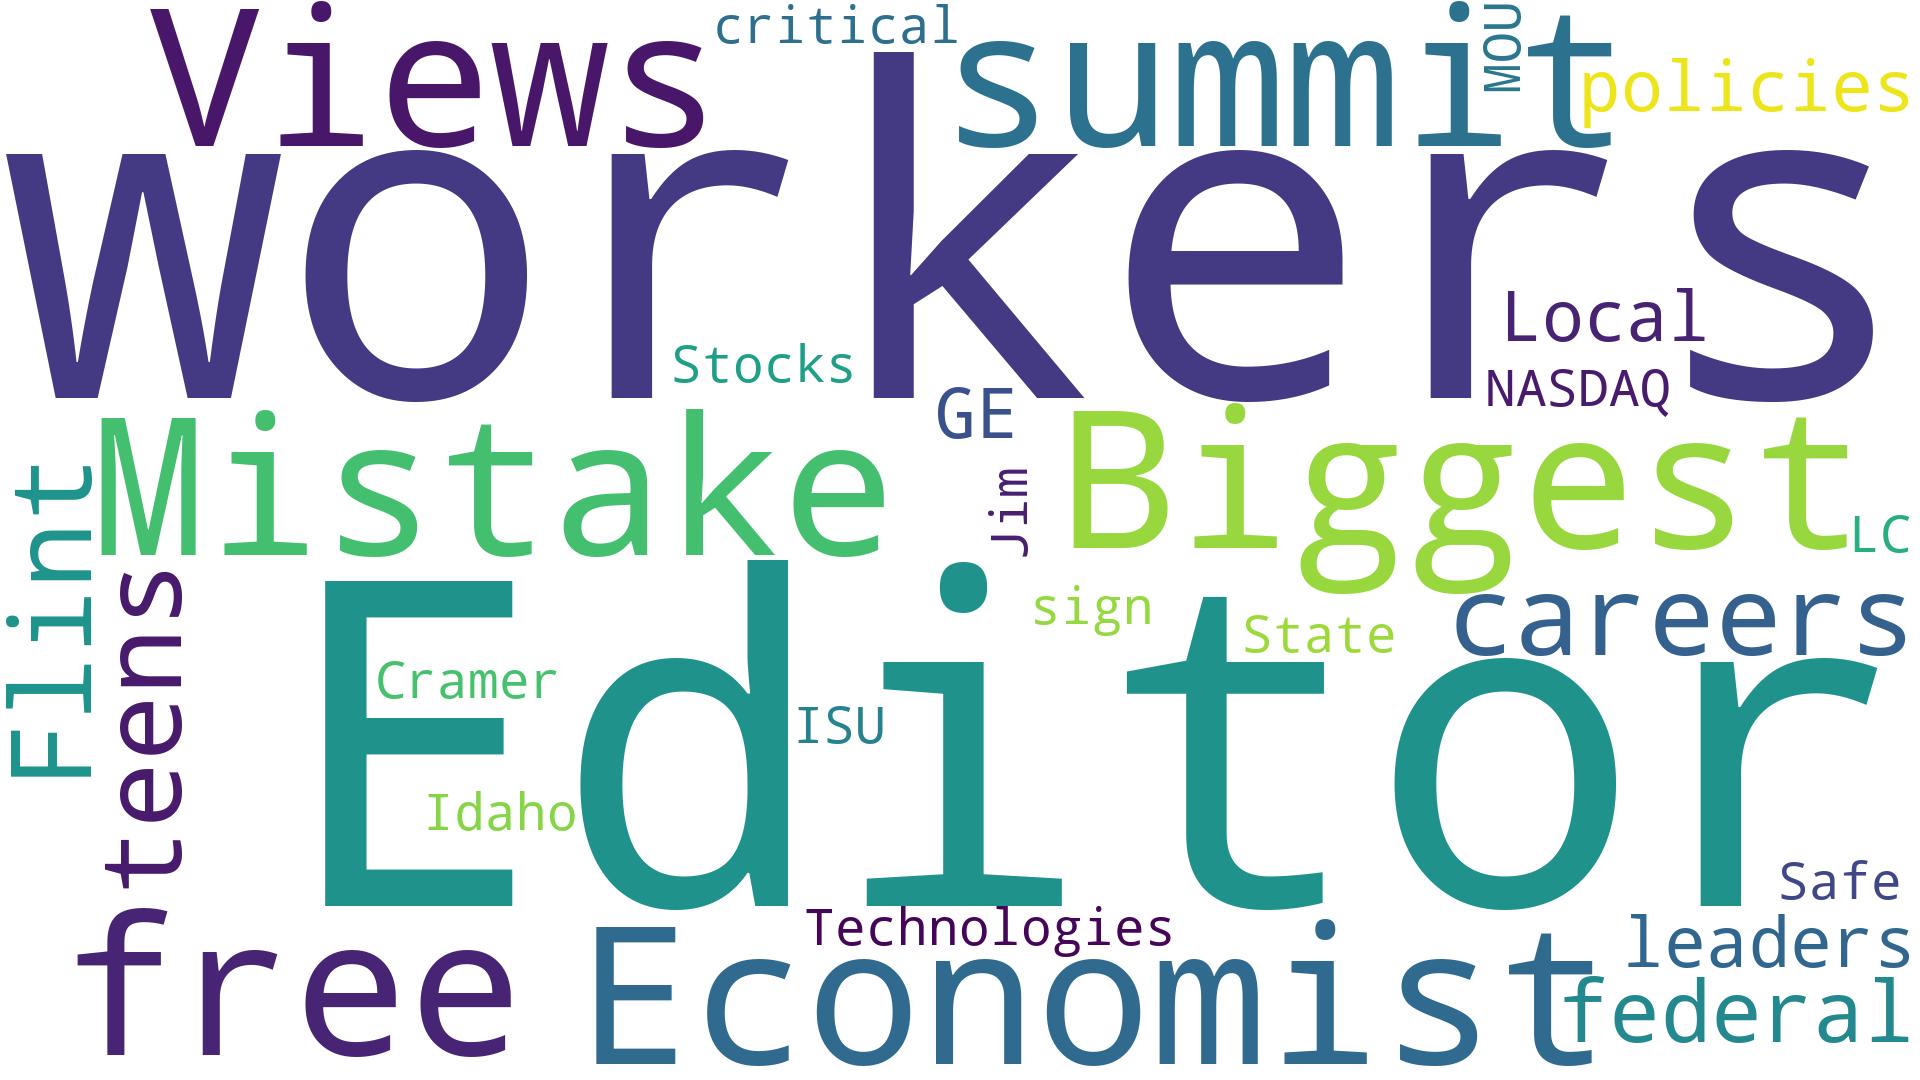 Views
critical
summit
MOU
policies
workers
Local
Stocks
NASDAQ
GE
Mistake
Biggest
Jim
LC
Flint
teens
sign
State
careers
Editor
Cramer
ISU
Idaho
Safe
free
Technologies
Economist
leaders
federal